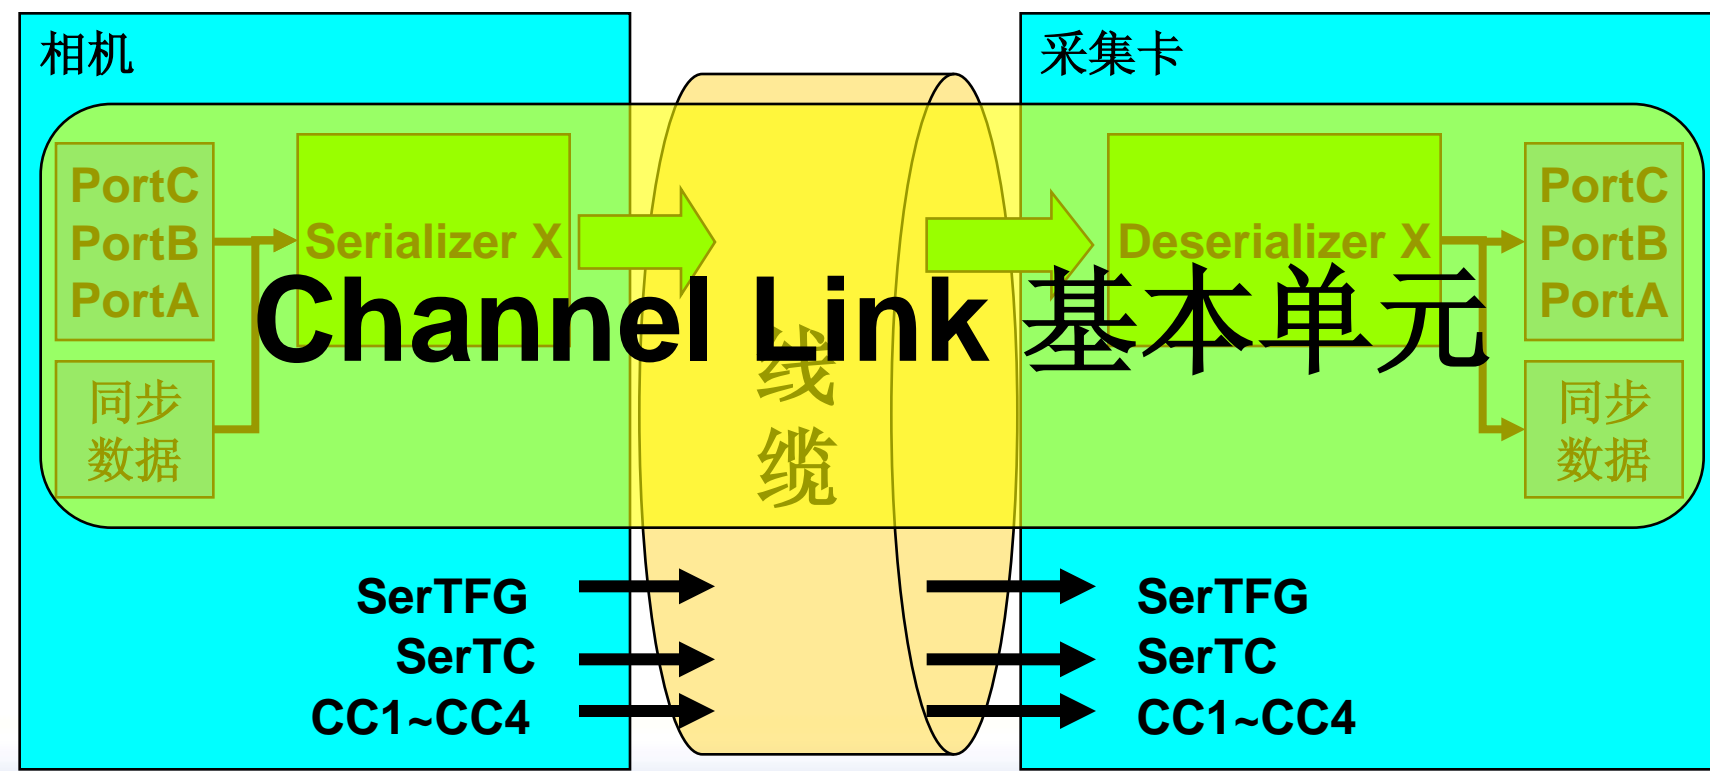 相机
采集卡
PortC
PortB
PortA
同步
数据
Serializer X
Channel Link 基本单元
线
缆
Deserializer X
PortC
PortB
PortA
同步
数据
SerTFG
SerTC
CC1~CC4
SerTFG
SerTC
CC1~CC4